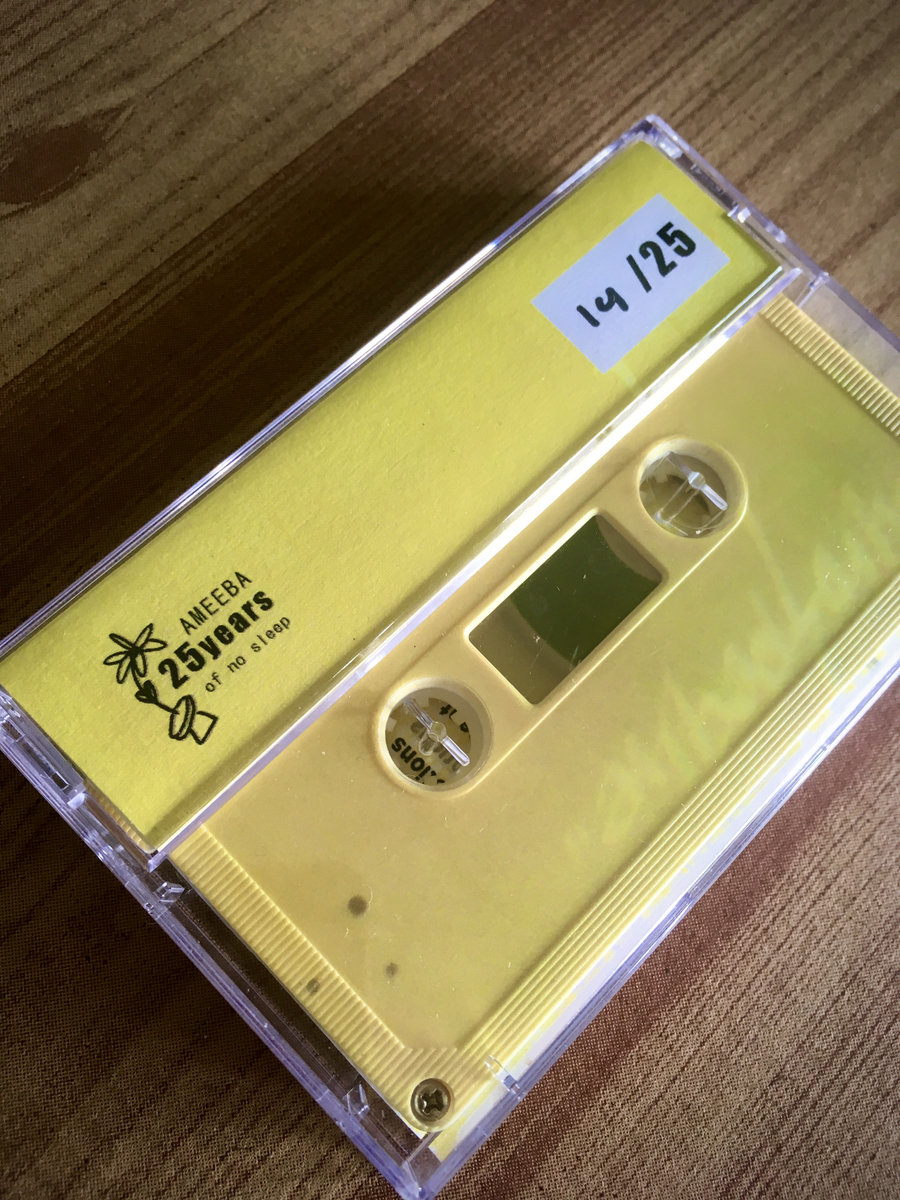 14/25
AMEEBA
25years
of no sleep